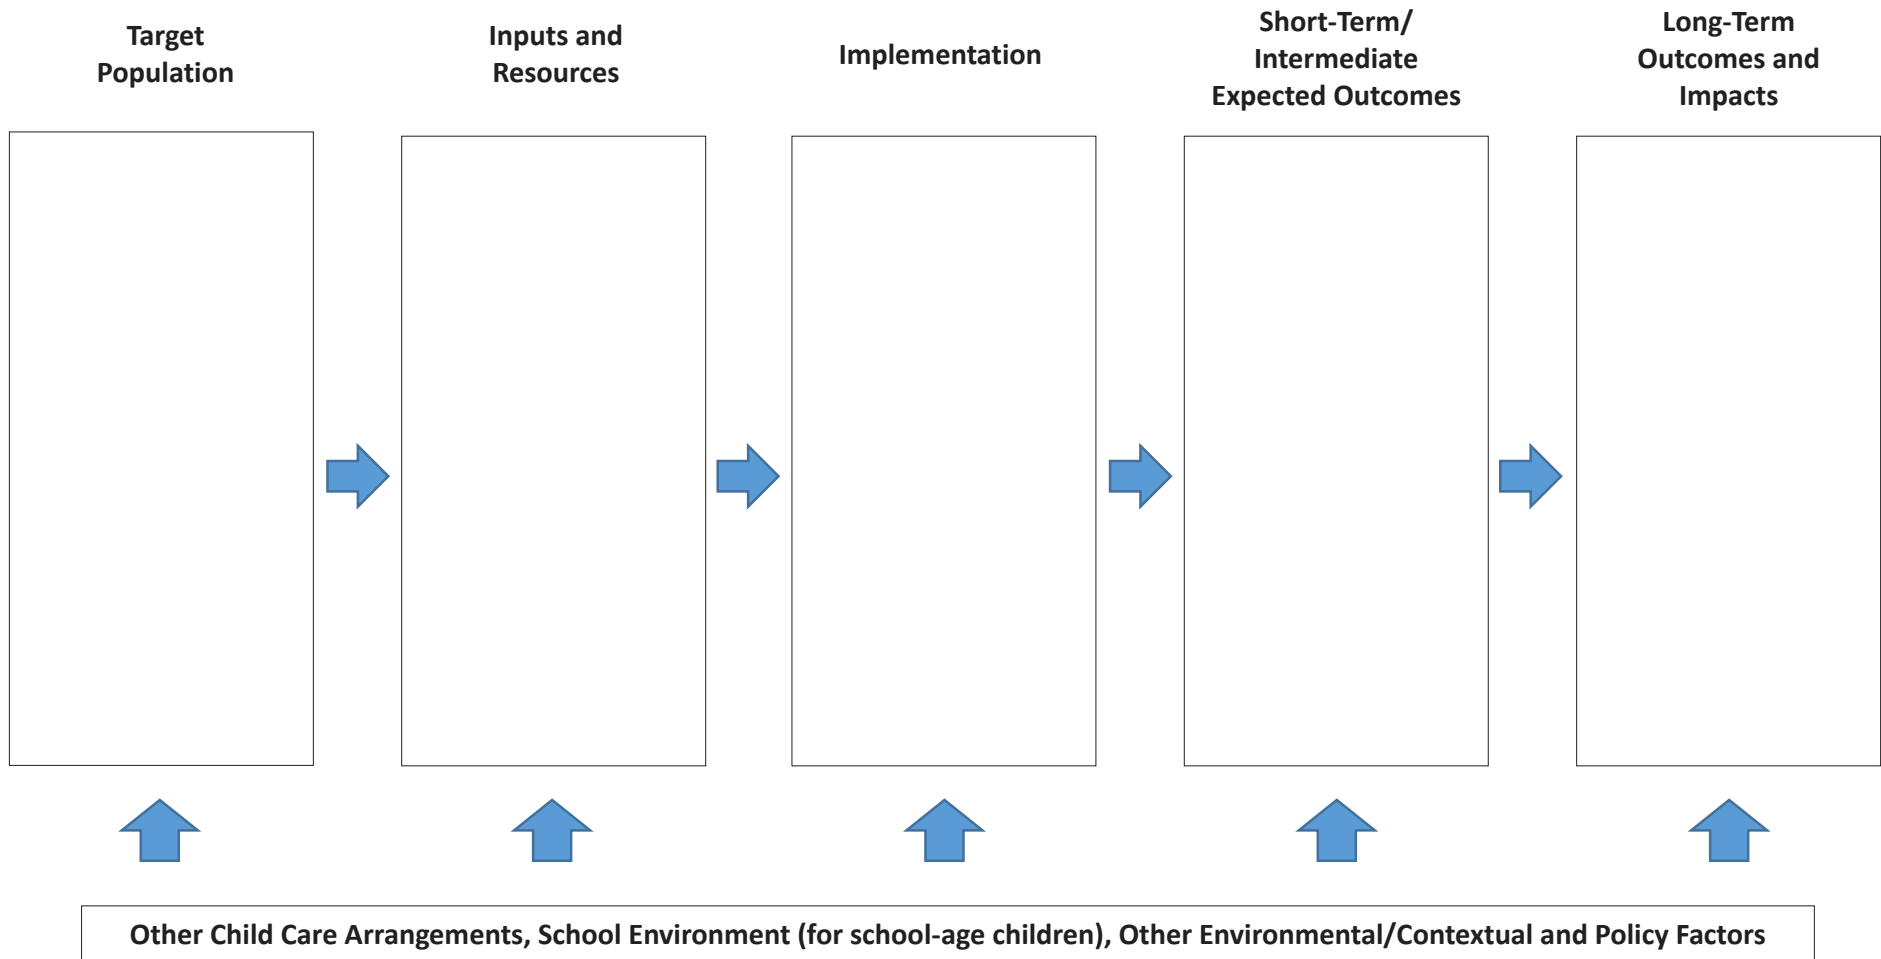 Target
Population
Inputs and
Resources
Implementation
Short-Term/
Intermediate
Expected Outcomes
Long-Term
Outcomes and
Impacts
Other Child Care Arrangements, School Environment (for school-age children), Other Environmental/Contextual and Policy Factors